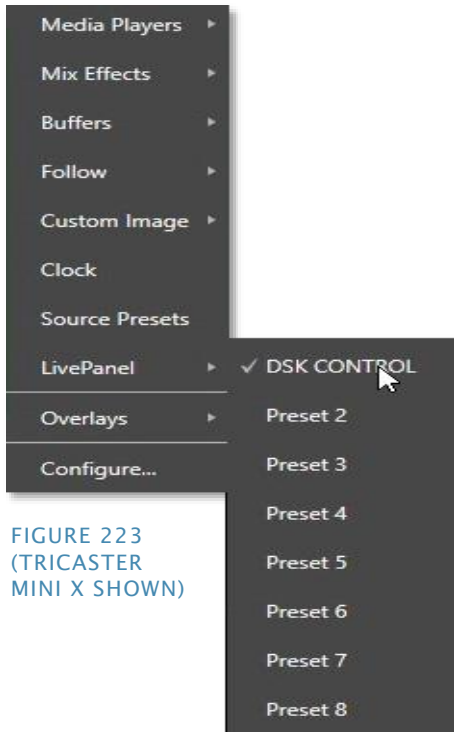 Media Players
Mix Effects
Buffers
Follow
Custom Image
Clock
Source Presets
LivePanel
Overlays
Configure...
DSK CONTROL
Preset 2
Preset 3
Preset 4
Preset 5
Preset 6
Preset 7
Preset 8
FIGURE 223
(TRICASTER
MINI X SHOWN)